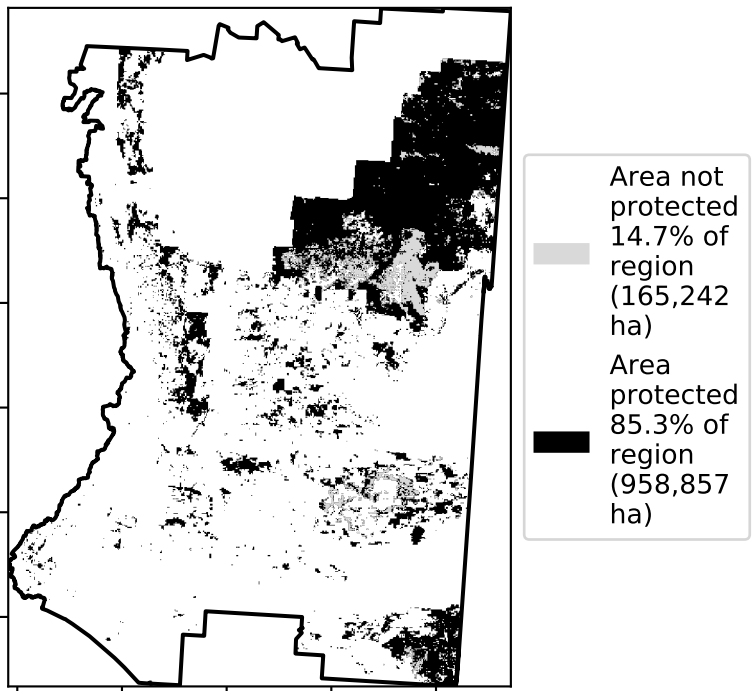 Area not
protected
14.7% of
region
(165,242
ha)
Area
protected
85.3% of
region
(958,857
ha)